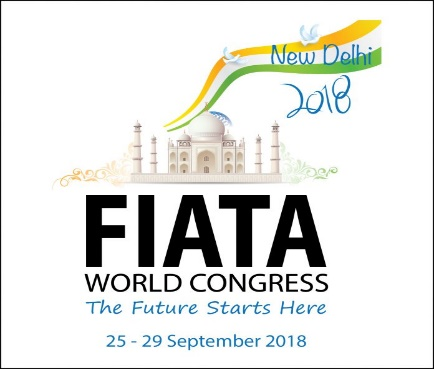 New Delhi
2018
FIATA
WORLD CONGRESS
The Future Starts Here
25 - 29 September 2018